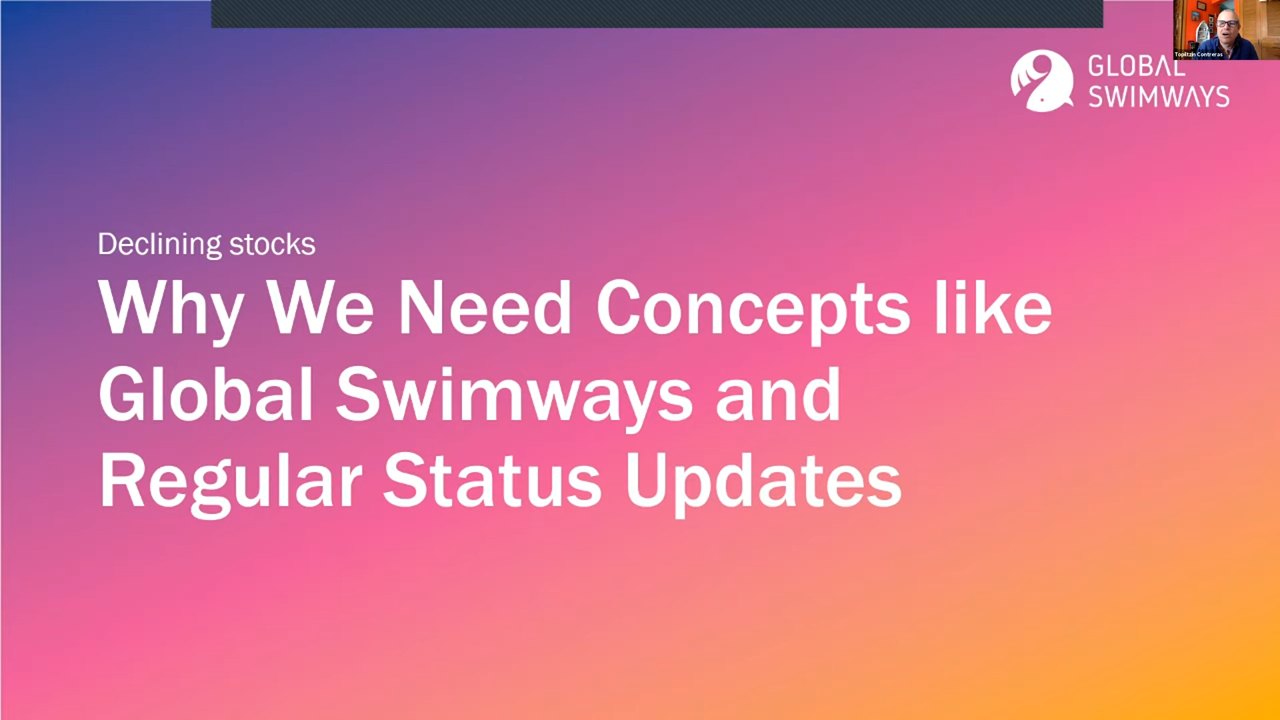 GLOBAL
SWIMWAYS
Declining stocks
Why We Need Concepts like
Global Swimways and
Regular Status Updates